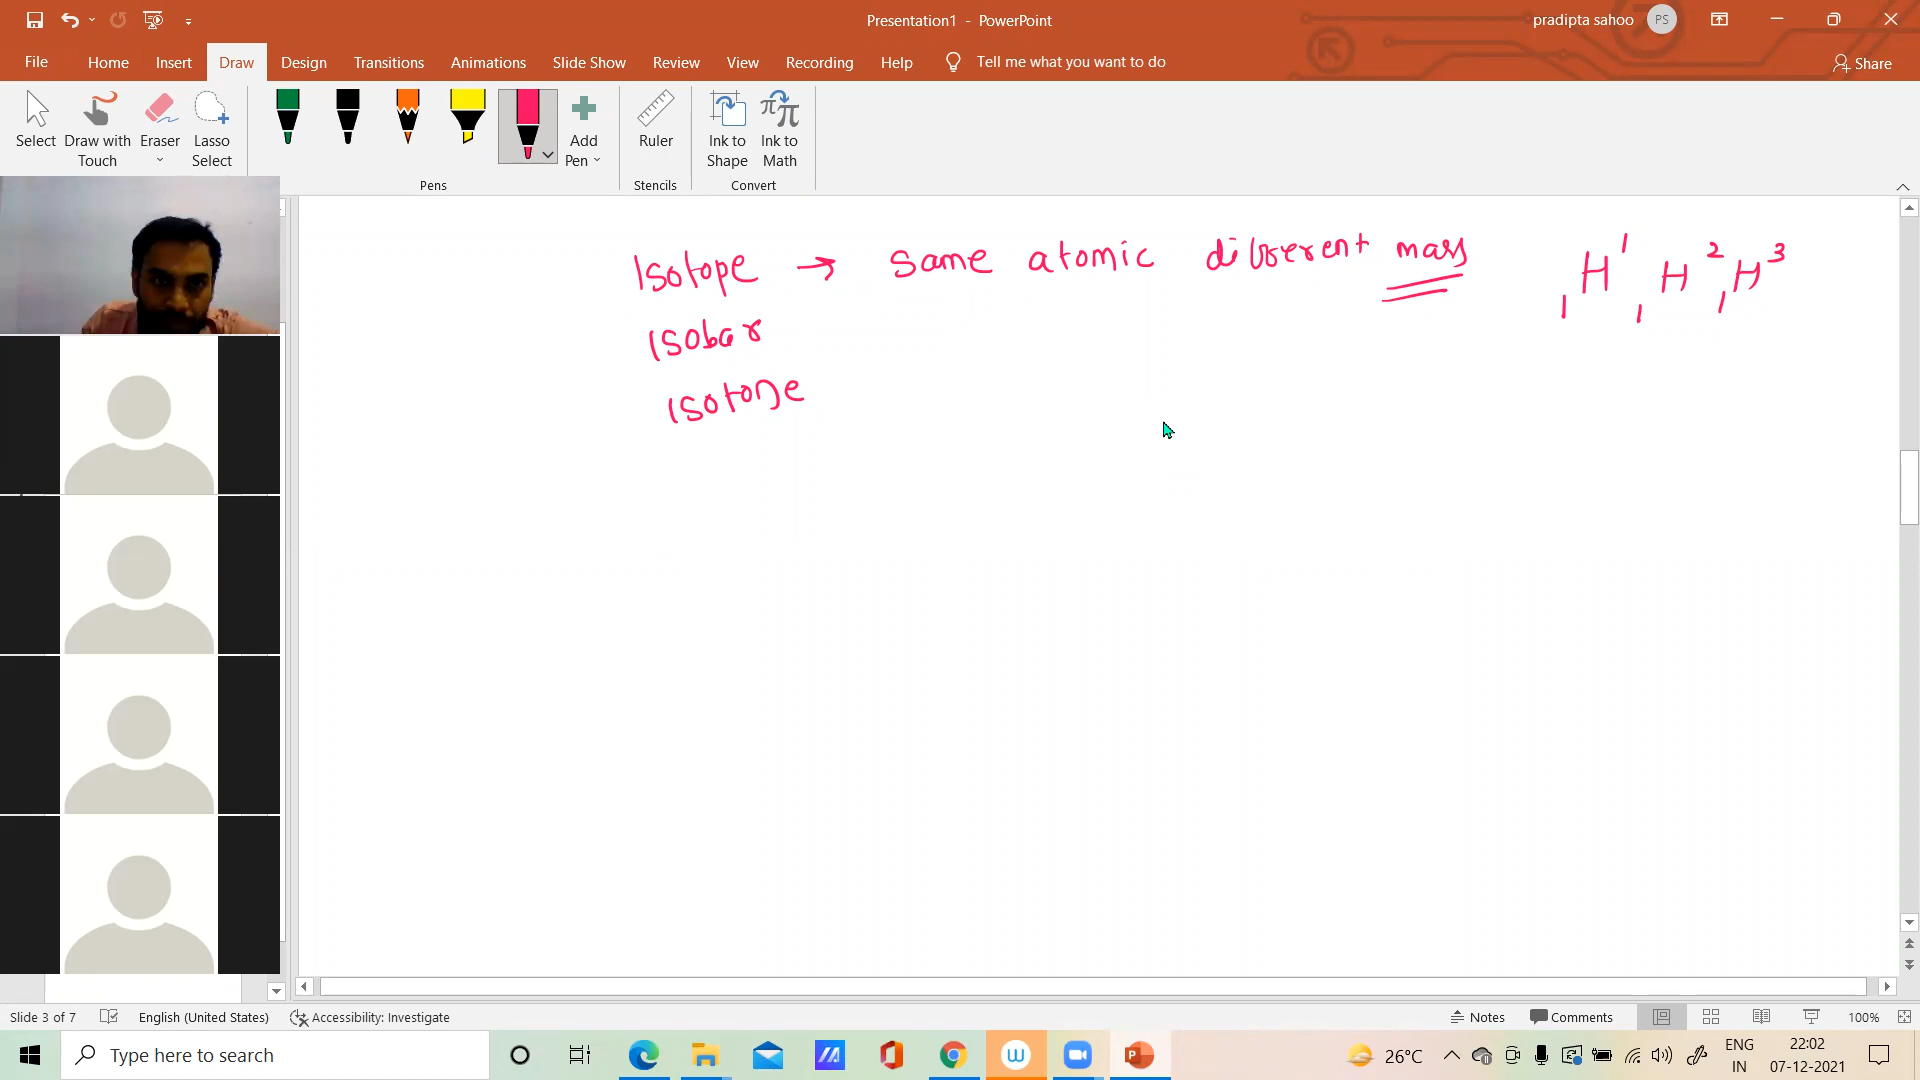 Presentation1 - PowerPoint
pradipta sahoo PS
File Home Insert Draw Design Transitions Animations Slide Show Review View Recording Help Tell me what you want to do Share
Select
Draw with Touch
Eraser
Lasso Select
Add Pen
Ruler
Ink to Shape
Ink to Math
Pens Stencils Convert
Isotope → same atomic different mass ₁H¹ ₁H² ₁H³
Isobar
Isotone
Slide 3 of 7 English (United States) Accessibility: Investigate Notes Comments 100%
Type here to search
26°C
ENG
IN
22:02
07-12-2021